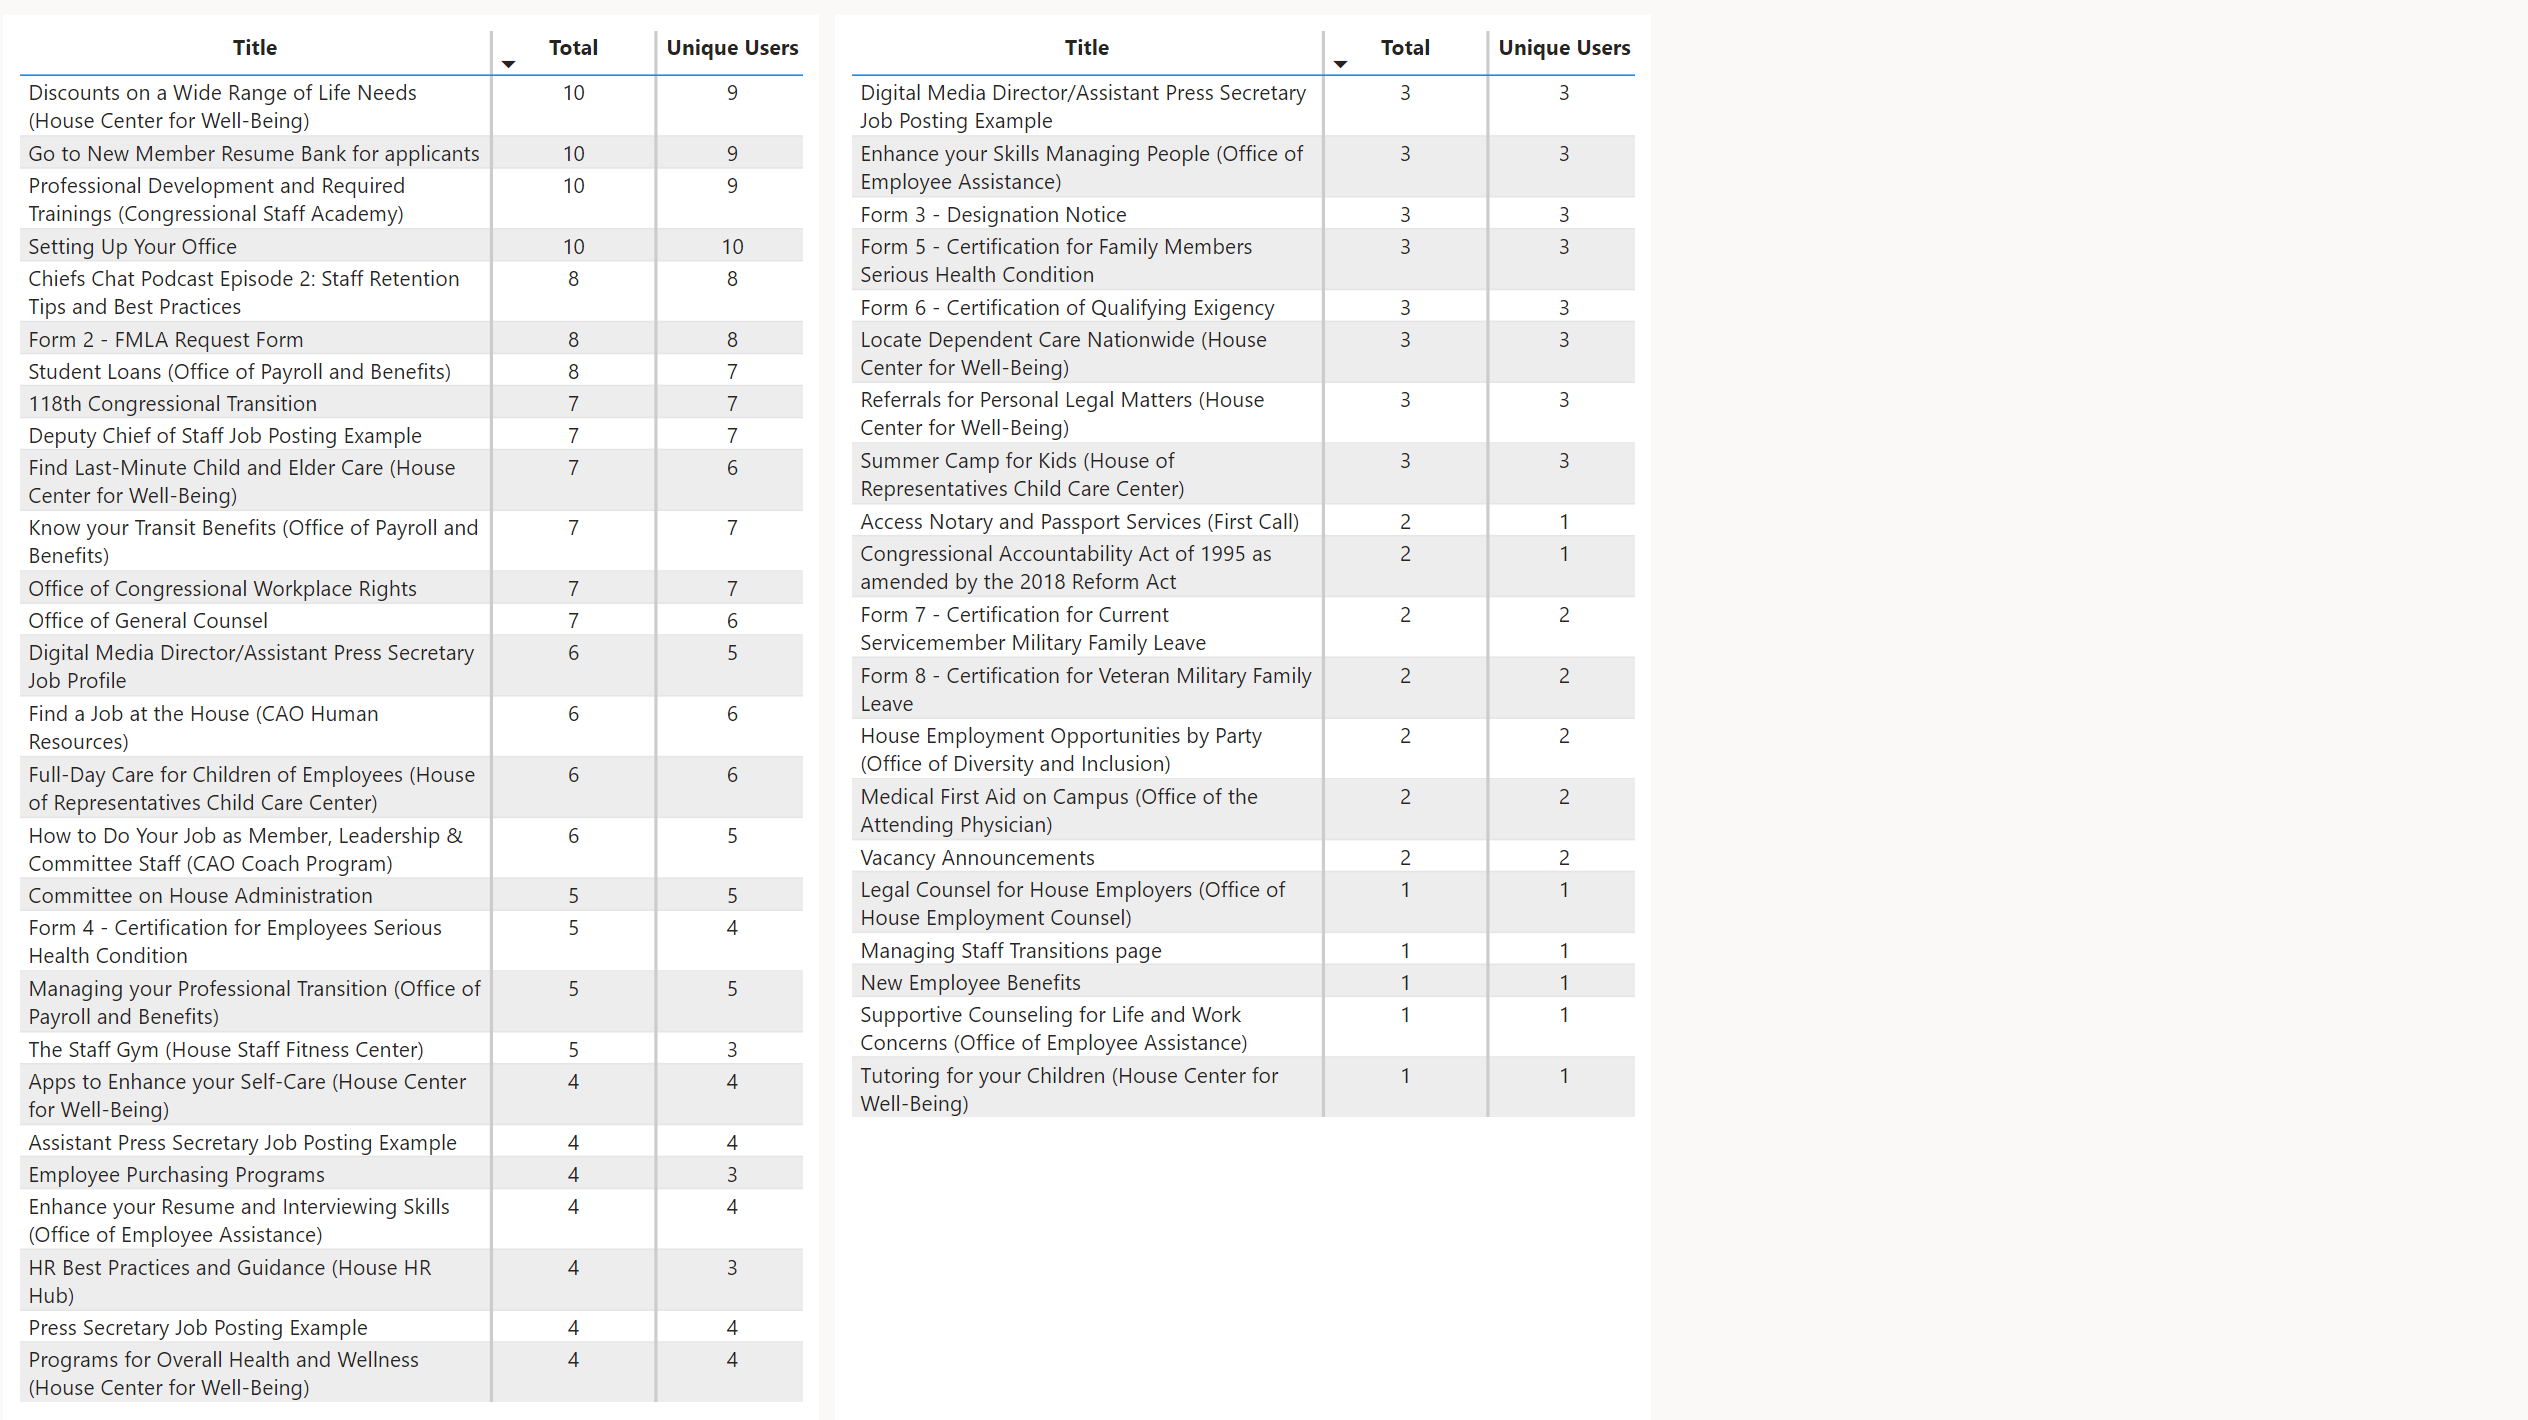 Title Total Unique Users
Discounts on a Wide Range of Life Needs 10 9
(House Center for Well-Being)
Go to New Member Resume Bank for applicants 10 9
Professional Development and Required 10 9
Trainings (Congressional Staff Academy)
Setting Up Your Office 10 10
Chiefs Chat Podcast Episode 2: Staff Retention 8 8
Tips and Best Practices
Form 2 - FMLA Request Form 8 8
Student Loans (Office of Payroll and Benefits) 8 7
118th Congressional Transition 7 7
Deputy Chief of Staff Job Posting Example 7 7
Find Last-Minute Child and Elder Care (House 7 6
Center for Well-Being)
Know your Transit Benefits (Office of Payroll and 7 7
Benefits)
Office of Congressional Workplace Rights 7 7
Office of General Counsel 7 6
Digital Media Director/Assistant Press Secretary 6 5
Job Profile
Find a Job at the House (CAO Human 6 6
Resources)
Full-Day Care for Children of Employees (House 6 6
of Representatives Child Care Center)
How to Do Your Job as Member, Leadership & 6 5
Committee Staff (CAO Coach Program)
Committee on House Administration 5 5
Form 4 - Certification for Employees Serious 5 4
Health Condition
Managing your Professional Transition (Office of 5 5
Payroll and Benefits)
The Staff Gym (House Staff Fitness Center) 5 3
Apps to Enhance your Self-Care (House Center 4 4
for Well-Being)
Assistant Press Secretary Job Posting Example 4 4
Employee Purchasing Programs 4 3
Enhance your Resume and Interviewing Skills 4 4
(Office of Employee Assistance)
HR Best Practices and Guidance (House HR 4 3
Hub)
Press Secretary Job Posting Example 4 4
Programs for Overall Health and Wellness 4 4
(House Center for Well-Being)
Title Total Unique Users
Digital Media Director/Assistant Press Secretary 3 3
Job Posting Example
Enhance your Skills Managing People (Office of 3 3
Employee Assistance)
Form 3 - Designation Notice 3 3
Form 5 - Certification for Family Members 3 3
Serious Health Condition
Form 6 - Certification of Qualifying Exigency 3 3
Locate Dependent Care Nationwide (House 3 3
Center for Well-Being)
Referrals for Personal Legal Matters (House 3 3
Center for Well-Being)
Summer Camp for Kids (House of 3 3
Representatives Child Care Center)
Access Notary and Passport Services (First Call) 2 1
Congressional Accountability Act of 1995 as 2 1
amended by the 2018 Reform Act
Form 7 - Certification for Current 2 2
Servicemember Military Family Leave
Form 8 - Certification for Veteran Military Family 2 2
Leave
House Employment Opportunities by Party 2 2
(Office of Diversity and Inclusion)
Medical First Aid on Campus (Office of the 2 2
Attending Physician)
Vacancy Announcements 2 2
Legal Counsel for House Employers (Office of 1 1
House Employment Counsel)
Managing Staff Transitions page 1 1
New Employee Benefits 1 1
Supportive Counseling for Life and Work 1 1
Concerns (Office of Employee Assistance)
Tutoring for your Children (House Center for 1 1
Well-Being)